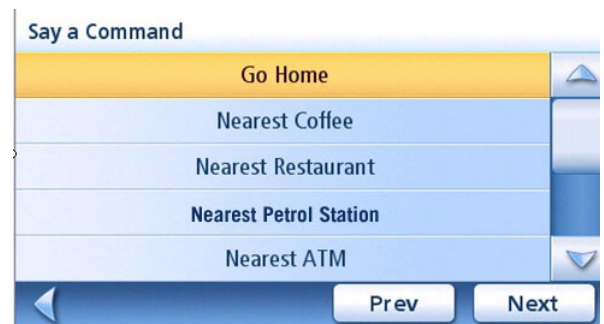 Say a Command
Go Home
Nearest Coffee
Nearest Restaurant
Nearest Petrol Station
Nearest ATM
Prev Next